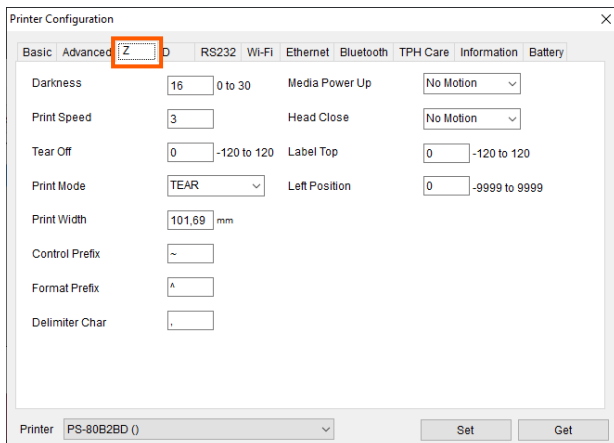 Printer Configuration
Basic Advanced Z D RS232 Wi-Fi Ethernet Bluetooth TPH Care Information Battery
Darkness 16 0 to 30 Media Power Up No Motion
Print Speed 3 Head Close No Motion
Tear Off 0 -120 to 120 Label Top 0 -120 to 120
Print Mode TEAR Left Position 0 -9999 to 9999
Print Width 101,69 mm
Control Prefix ~
Format Prefix ^
Delimiter Char ,
Printer PS-80B2BD () Set Get